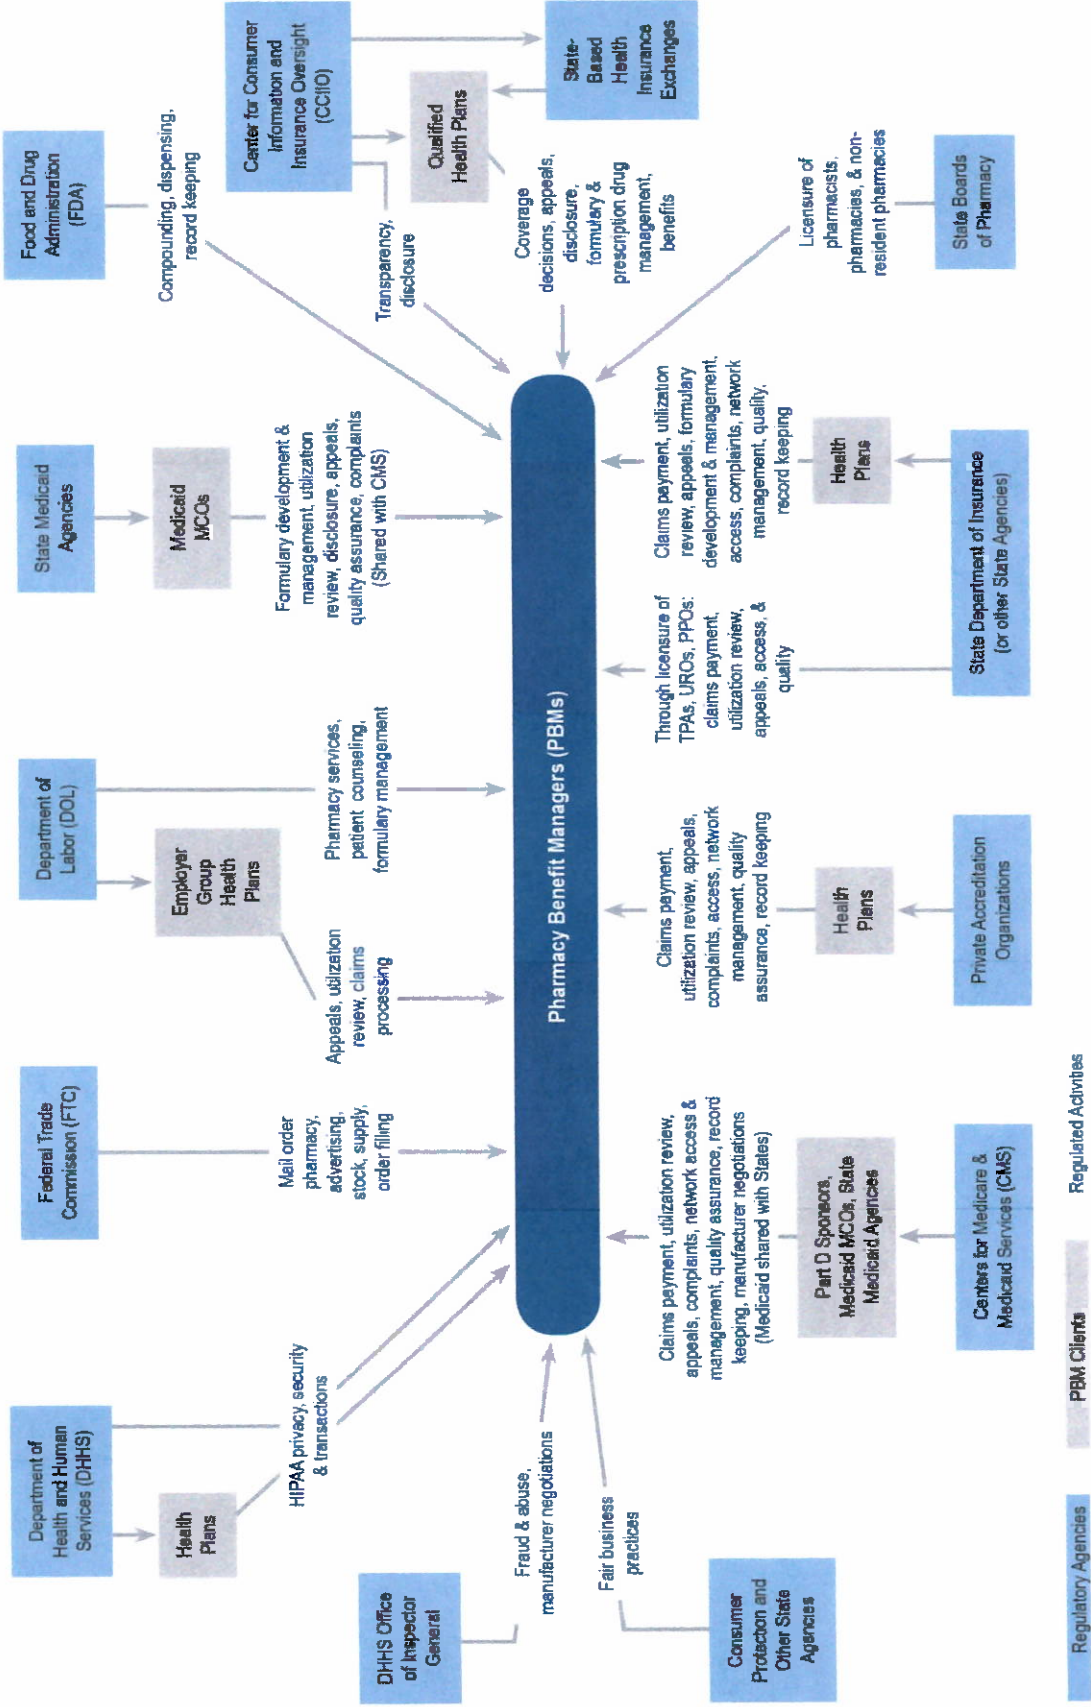 Department of
Health and Human
Services (DHHS)
Health
Plans
HIPAA privacy, security
& transactions
Federal Trade
Commission (FTC)
Mail order
pharmacy,
advertising,
stock, supply,
order filing
Department of
Labor (DOL)
Employer
Group
Health
Plans
Appeals, utilization
review, claims
processing
Pharmacy services,
patient counseling,
formulary management
State Medicaid
Agencies
Medicaid
MCOs
Formulary development &
management, utilization
review, disclosure, appeals,
quality assurance, complaints
(Shared with CMS)
Food and Drug
Administration
(FDA)
Compounding, dispensing,
record keeping
Center for Consumer
Information and
Insurance Oversight
(CCIIO)
Transparency,
disclosure
Qualified
Health Plans
State-
Based
Health
Insurance
Exchanges
Coverage
decisions, appeals,
disclosure,
formulary &
prescription drug
management,
benefits
DHHS Office
of Inspector
General
Fraud & abuse,
manufacturer negotiations
Pharmacy Benefit Managers (PBMs)
Fair business
practices
Consumer
Protection and
Other State
Agencies
Claims payment, utilization review,
appeals, complaints, network access &
management, quality assurance, record
keeping, manufacturer negotiations
(Medicaid shared with States)
Part D Sponsors,
Medicaid MCOs, State
Medicaid Agencies
Centers for Medicare &
Medicaid Services (CMS)
Claims payment,
utilization review, appeals,
complaints, access, network
management, quality
assurance, record keeping
Health
Plans
Private Accreditation
Organizations
Through licensure of
TPAs, UROs, PPOs:
claims payment,
utilization review,
appeals, access, &
quality
Claims payment, utilization
review, appeals, formulary
development & management,
access, complaints, network
management, quality,
record keeping
Health
Plans
State Department of Insurance
(or other State Agencies)
Licensure of
pharmacists,
pharmacies, & non-
resident pharmacies
State Boards
of Pharmacy
Regulatory Agencies
PBM Clients
Regulated Activities